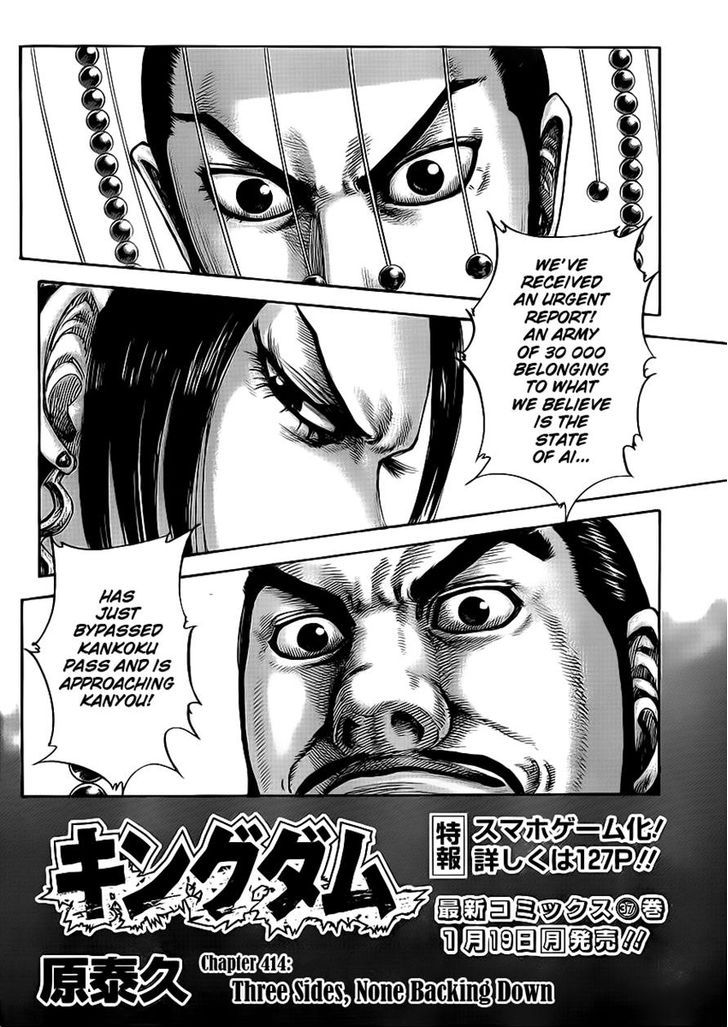 WE'VE
RECEIVED
AN URGENT
REPORT!
AN ARMY
OF 30 000
BELONGING
TO WHAT
WE BELIEVE
IS THE
STATE
OF AI...
HAS
JUST
BYPASSED
KANKOKU
PASS AND IS
APPROACHING
KANYOU!
キングダム
特報
スマホゲーム化!
詳しくは127P!!
最新コミックス㊲巻
1月19日月発売!!
原泰久
Chapter 414:
Three Sides, None Backing Down